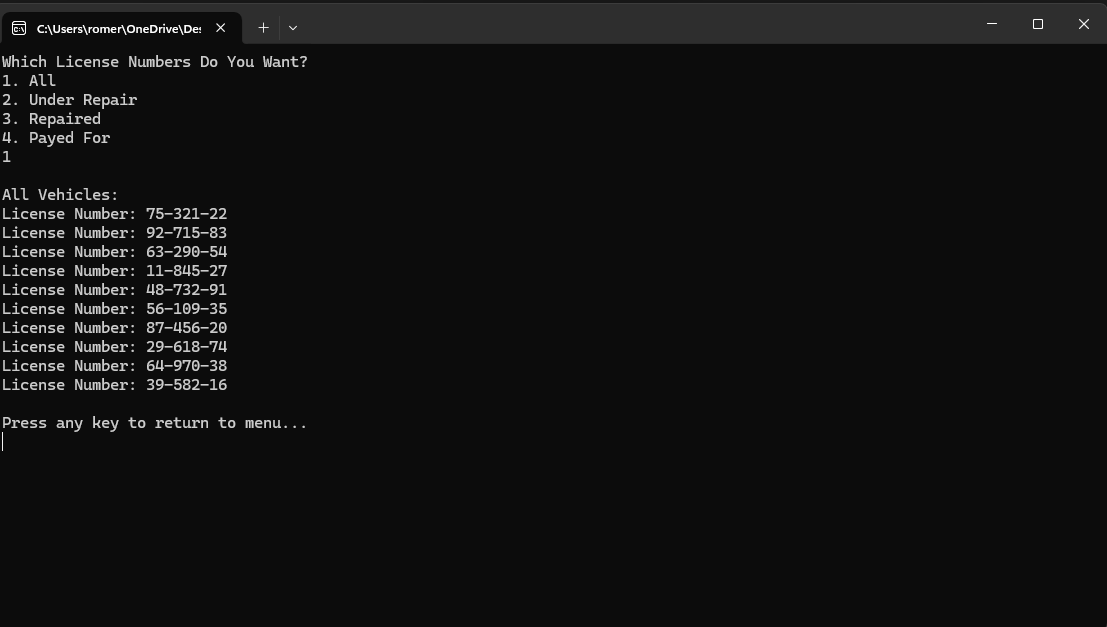 C:\Users\romer\OneDrive\Des
Which License Numbers Do You Want?
1. All
2. Under Repair
3. Repaired
4. Payed For
1
All Vehicles:
License Number: 75-321-22
License Number: 92-715-83
License Number: 63-290-54
License Number: 11-845-27
License Number: 48-732-91
License Number: 56-109-35
License Number: 87-456-20
License Number: 29-618-74
License Number: 64-970-38
License Number: 39-582-16
Press any key to return to menu...